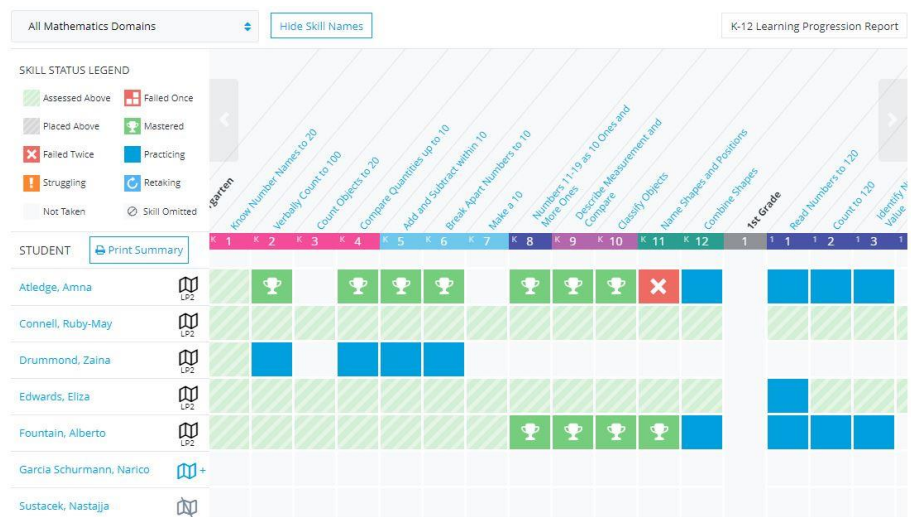 All Mathematics Domains
Hide Skill Names
K-12 Learning Progression Report
SKILL STATUS LEGEND
Assessed Above
Failed Once
Placed Above
Mastered
Failed Twice
Practicing
Struggling
Retaking
Not Taken
Skill Omitted
Know Number Names to 20
Verbally Count to 100
Count Objects to 20
Compare Quantities up to 10
Add and Subtract within 10
Break Apart Numbers to 10
Make a 10
Numbers 11-19 as 10 Ones and
More Ones
Describe Measurement and
Compare
Classify Objects
Name Shapes and Positions
Combine Shapes
1st Grade
Read Numbers to 120
Count to 120
Identify
Value
STUDENT
Print Summary
K 1 K 2 K 3 K 4 K 5 K 6 K 7 K 8 K 9 K 10 K 11 K 12 1 1 1 1 2 1 3 1
Atledge, Amna
LP2
Connell, Ruby-May
LP2
Drummond, Zaina
LP2
Edwards, Eliza
LP2
Fountain, Alberto
LP2
Garcia Schurmann, Narico
+
Sustacek, Nastajja